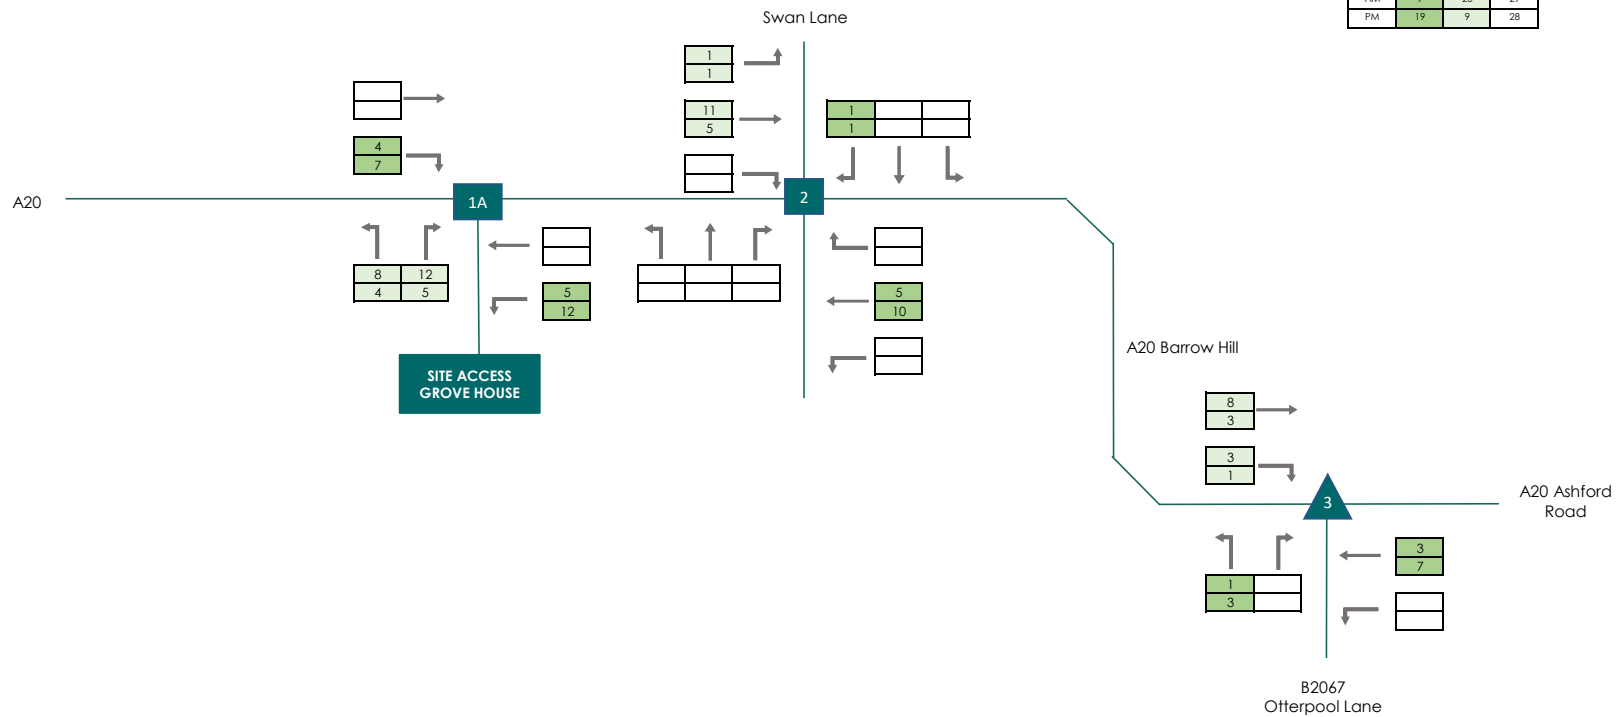 PM 19 9 28
Swan Lane
1
1
11
5
1
1
4
7
A20
1A
2
8 12
4 5
5
12
5
10
SITE ACCESS
GROVE HOUSE
A20 Barrow Hill
8
3
3
1
3
A20 Ashford
Road
3
7
1
3
B2067
Otterpool Lane